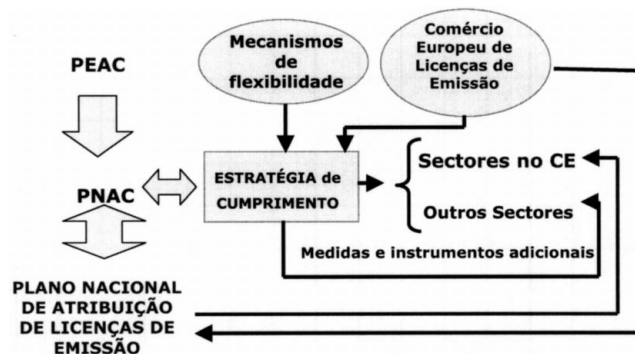 PEAC
Mecanismos
de
flexibilidade
Comércio
Europeu de
Licenças de
Emissão
PNAC
ESTRATÉGIA de
CUMPRIMENTO
Sectores no CE
Outros Sectores
Medidas e instrumentos adicionais
PLANO NACIONAL
DE ATRIBUIÇÃO
DE LICENÇAS DE
EMISSÃO